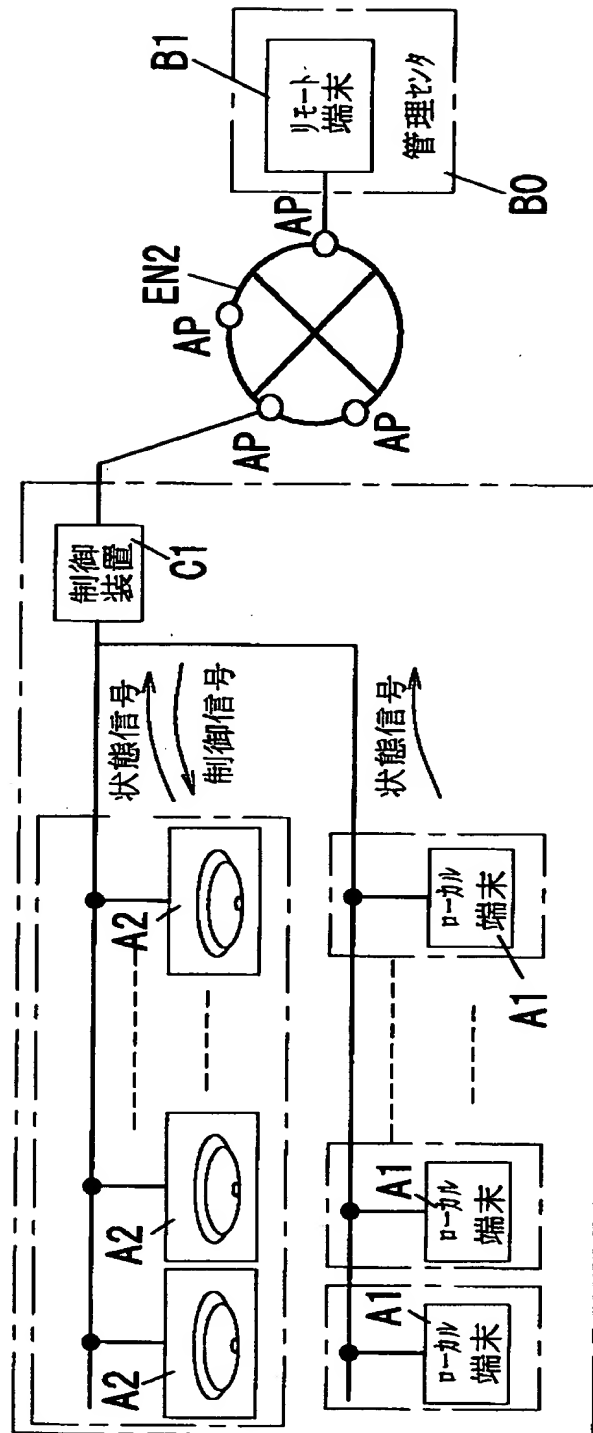 制御
装置
C1
状態信号
制御信号
A2
A2
A2
状態信号
ローカル
端末
A1
ローカル
端末
A1
ローカル
端末
A1
EN2
AP
AP
AP
AP
リモート
端末
B1
管理センタ
B0